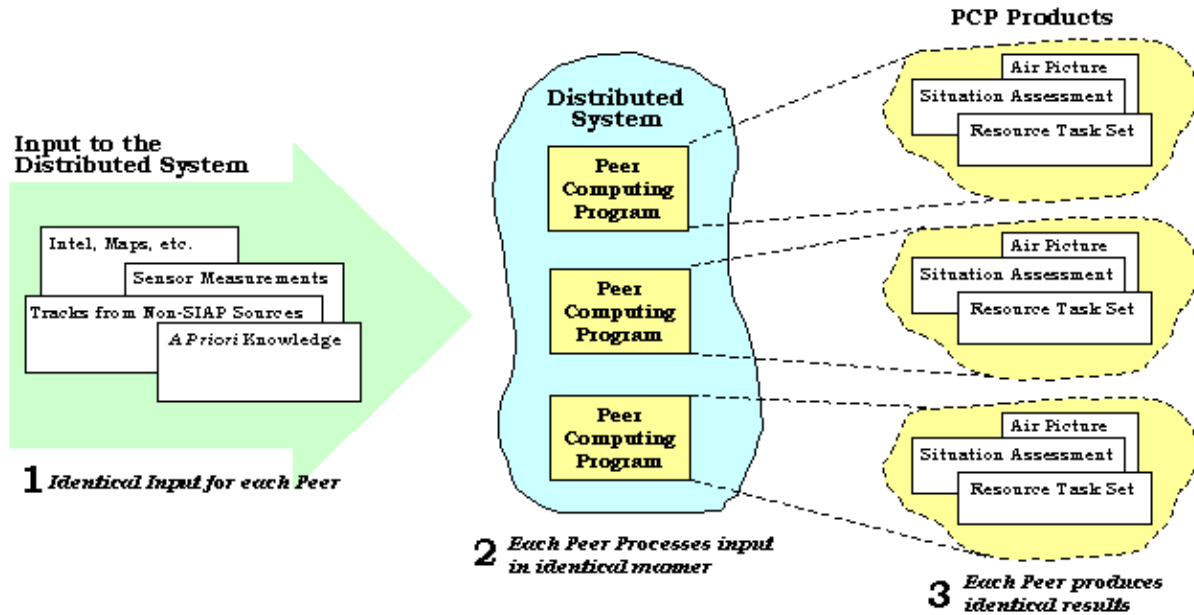 PCP Products
Air Picture
Situation Assessment
Resource Task Set
Distributed
System
Input to the
Distributed System
Peer
Computing
Program
Intel, Maps, etc.
Sensor Measurements
Tracks from Non-SIAP Sources
A Priori Knowledge
Air Picture
Situation Assessment
Resource Task Set
Peer
Computing
Program
Peer
Computing
Program
Air Picture
Situation Assessment
Resource Task Set
1 Identical Input for each Peer
2 Each Peer Processes input
in identical manner
3 Each Peer produces
identical results